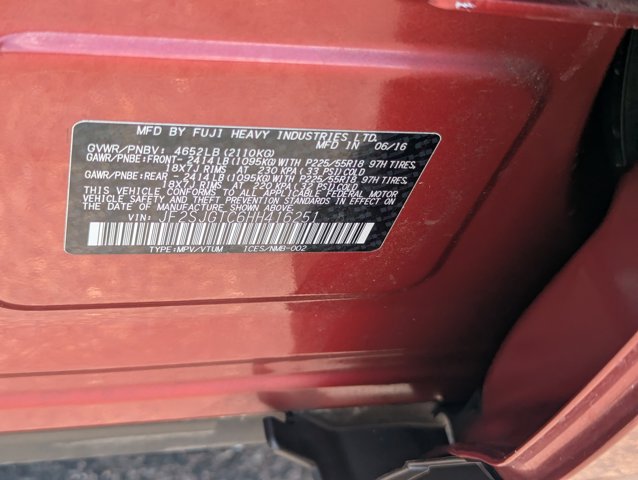 MFD BY FUJI HEAVY INDUSTRIES LTD.
GVWR/PNBV: 4652LB(2110KG) MFD IN 06/16
GAWR/PNBE:FRONT- 2414LB(1095KG)WITH P225/55R18 97H TIRES,
18X7J RIMS AT 230 KPA(33 PSI)COLD
GAWR/PNBE:REAR - 2414LB(1095KG)WITH P225/55R18 97H TIRES,
18X7J RIMS AT 220 KPA(32 PSI)COLD
THIS VEHICLE CONFORMS TO ALL APPLICABLE FEDERAL
MOTOR VEHICLE SAFETY STANDARDS IN EFFECT ON
THE DATE OF MANUFACTURE SHOWN ABOVE.
VIN: JF2SJGTC6HH416251
TYPE:MPV/VTUM ICES/NMB-002